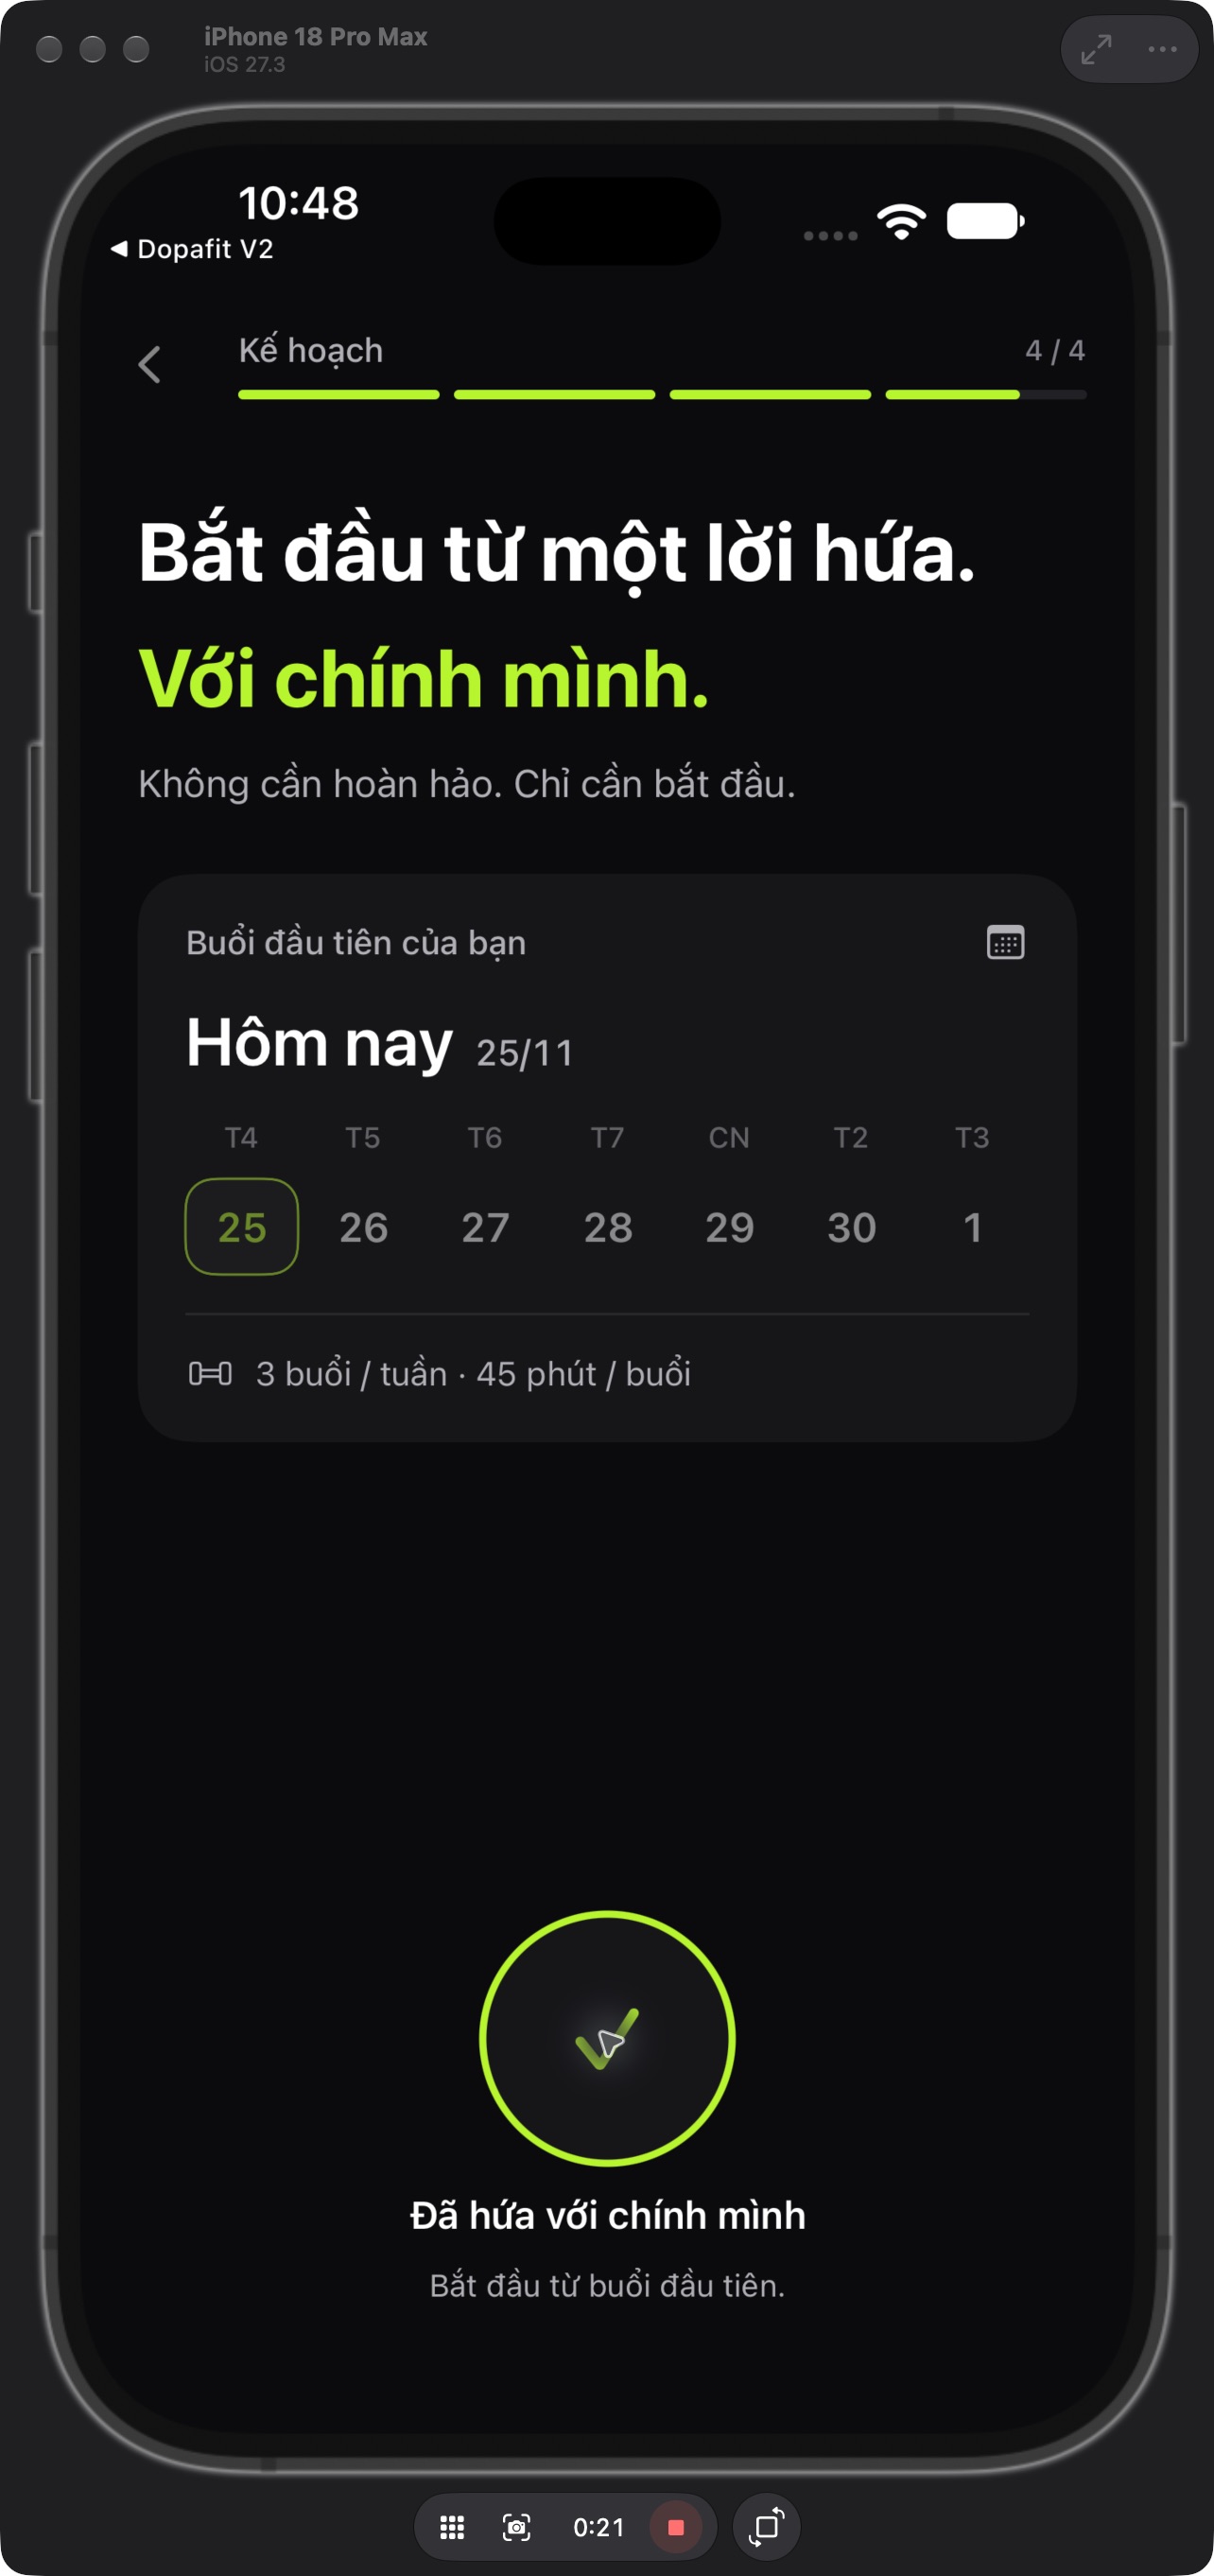 iPhone 18 Pro Max
iOS 27.3
10:48
Dopafit V2
Kế hoạch
4 / 4
Bắt đầu từ một lời hứa.
Với chính mình.
Không cần hoàn hảo. Chỉ cần bắt đầu.
Buổi đầu tiên của bạn
Hôm nay 25/11
T4 T5 T6 T7 CN T2 T3
25 26 27 28 29 30 1
3 buổi / tuần · 45 phút / buổi
Đã hứa với chính mình
Bắt đầu từ buổi đầu tiên.
0:21